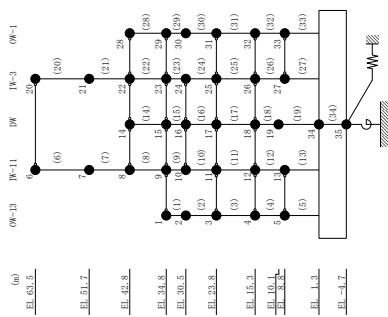 (m) OW-13 IW-11 DW IW-3 OW-1
EL 63.5 6 20
(6) (20)
EL 51.7 7 21
(7) (21)
EL 42.8 8 14 22 28
(8) (14) (22) (28)
EL 34.8 1 9 15 23 29
(1) (9) (15) (23) (29)
EL 30.5 2 10 16 24 30
(2) (10) (16) (24) (30)
EL 23.8 3 11 17 25 31
(3) (11) (17) (25) (31)
EL 15.3 4 12 18 26 32
(4) (12) (18) (26) (32)
EL 10.1 19
EL 8.8 5 13 27 33
(5) (13) (19) (27) (33)
EL 1.3 34
(34)
EL -4.7 35